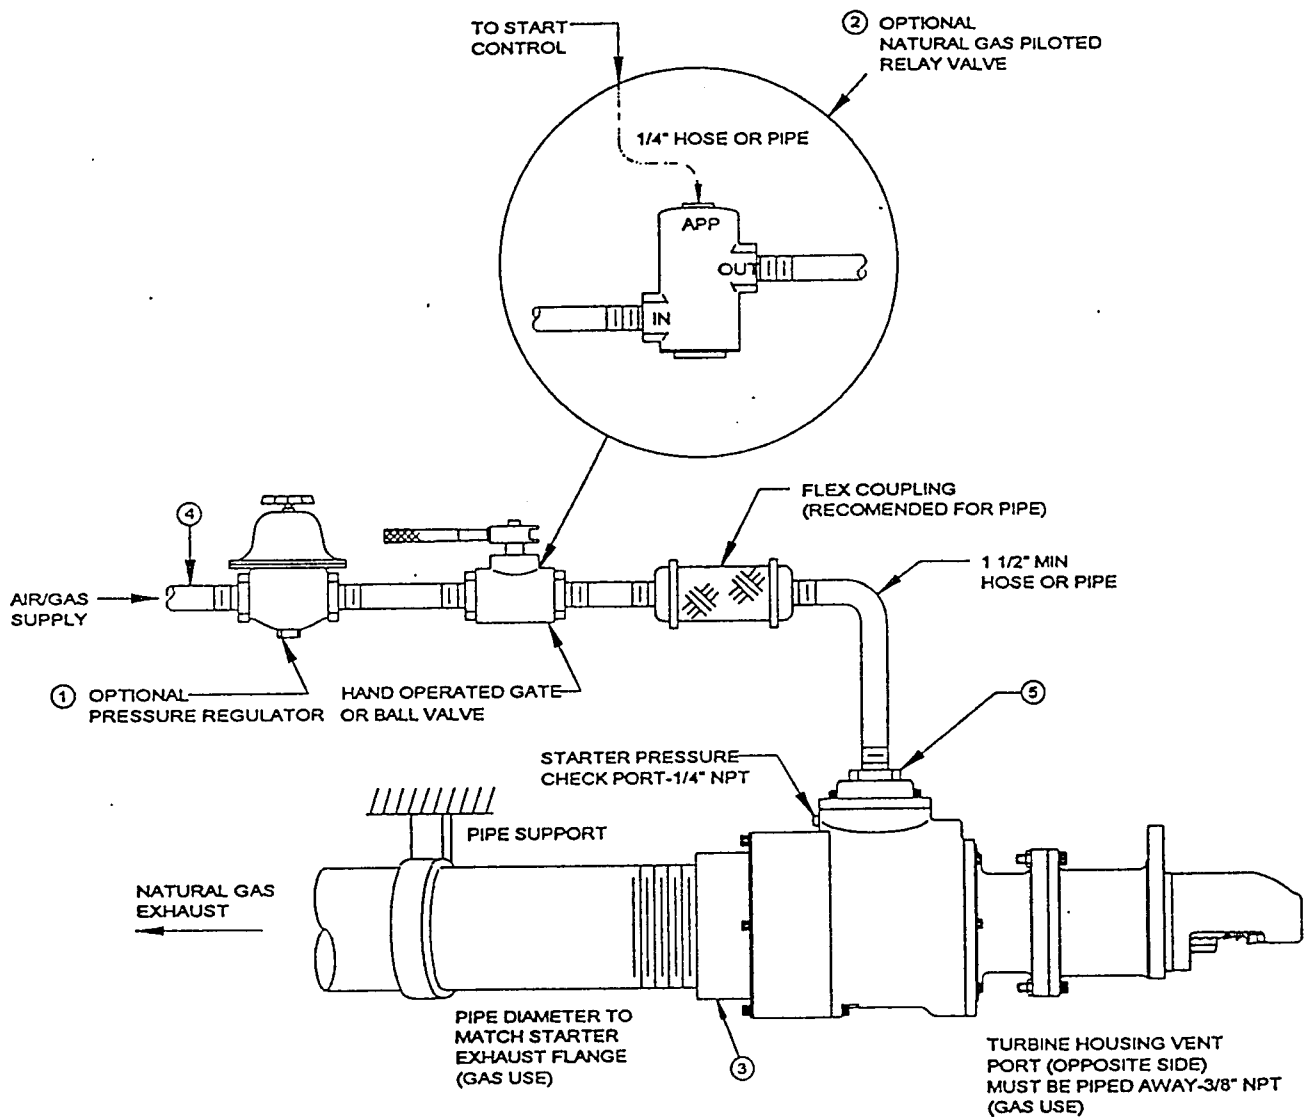 TO START
CONTROL
② OPTIONAL
NATURAL GAS PILOTED
RELAY VALVE
1/4" HOSE OR PIPE
APP
OUT
IN
④
FLEX COUPLING
(RECOMENDED FOR PIPE)
1 1/2" MIN
HOSE OR PIPE
AIR/GAS
SUPPLY
① OPTIONAL
PRESSURE REGULATOR
HAND OPERATED GATE
OR BALL VALVE
⑤
STARTER PRESSURE
CHECK PORT-1/4" NPT
PIPE SUPPORT
NATURAL GAS
EXHAUST
PIPE DIAMETER TO
MATCH STARTER
EXHAUST FLANGE
(GAS USE)
③
TURBINE HOUSING VENT
PORT (OPPOSITE SIDE)
MUST BE PIPED AWAY-3/8" NPT
(GAS USE)